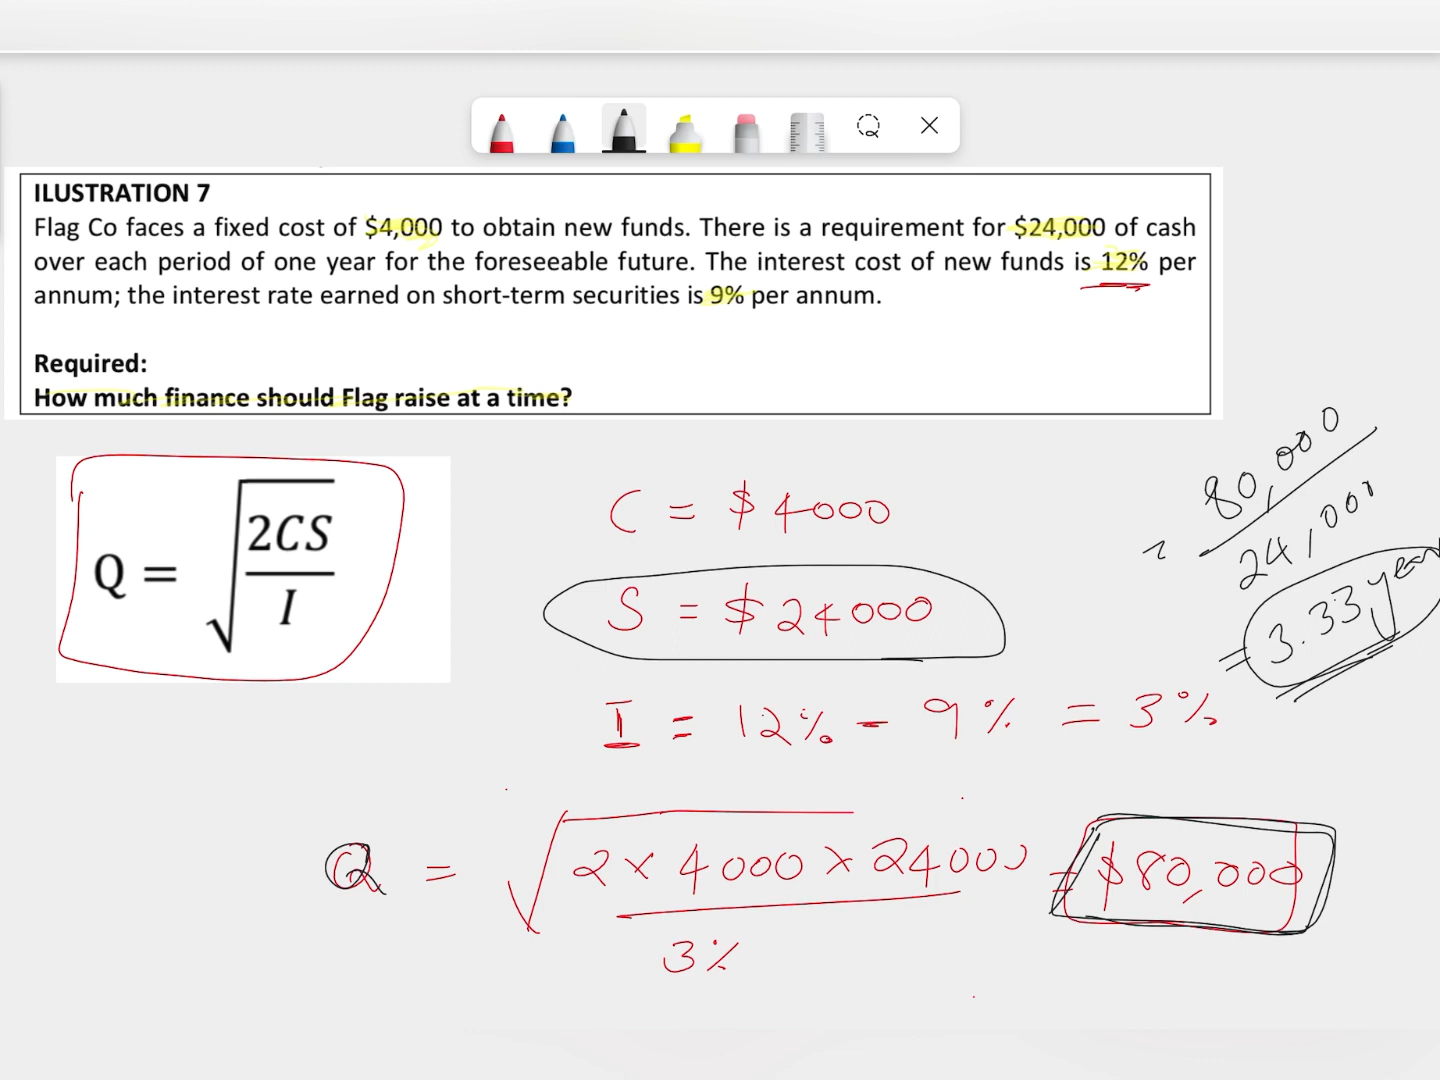 ILUSTRATION 7
Flag Co faces a fixed cost of $4,000 to obtain new funds. There is a requirement for $24,000 of cash
over each period of one year for the foreseeable future. The interest cost of new funds is 12% per
annum; the interest rate earned on short-term securities is 9% per annum.
Required:
How much finance should Flag raise at a time?
Q = √ 2CS
I
C = $4000
S = $24000
I = 12% - 9% = 3%
80,000
24,000
= 3.33 years
Q = √ 2 x 4000 x 24000 = $80,000
3%